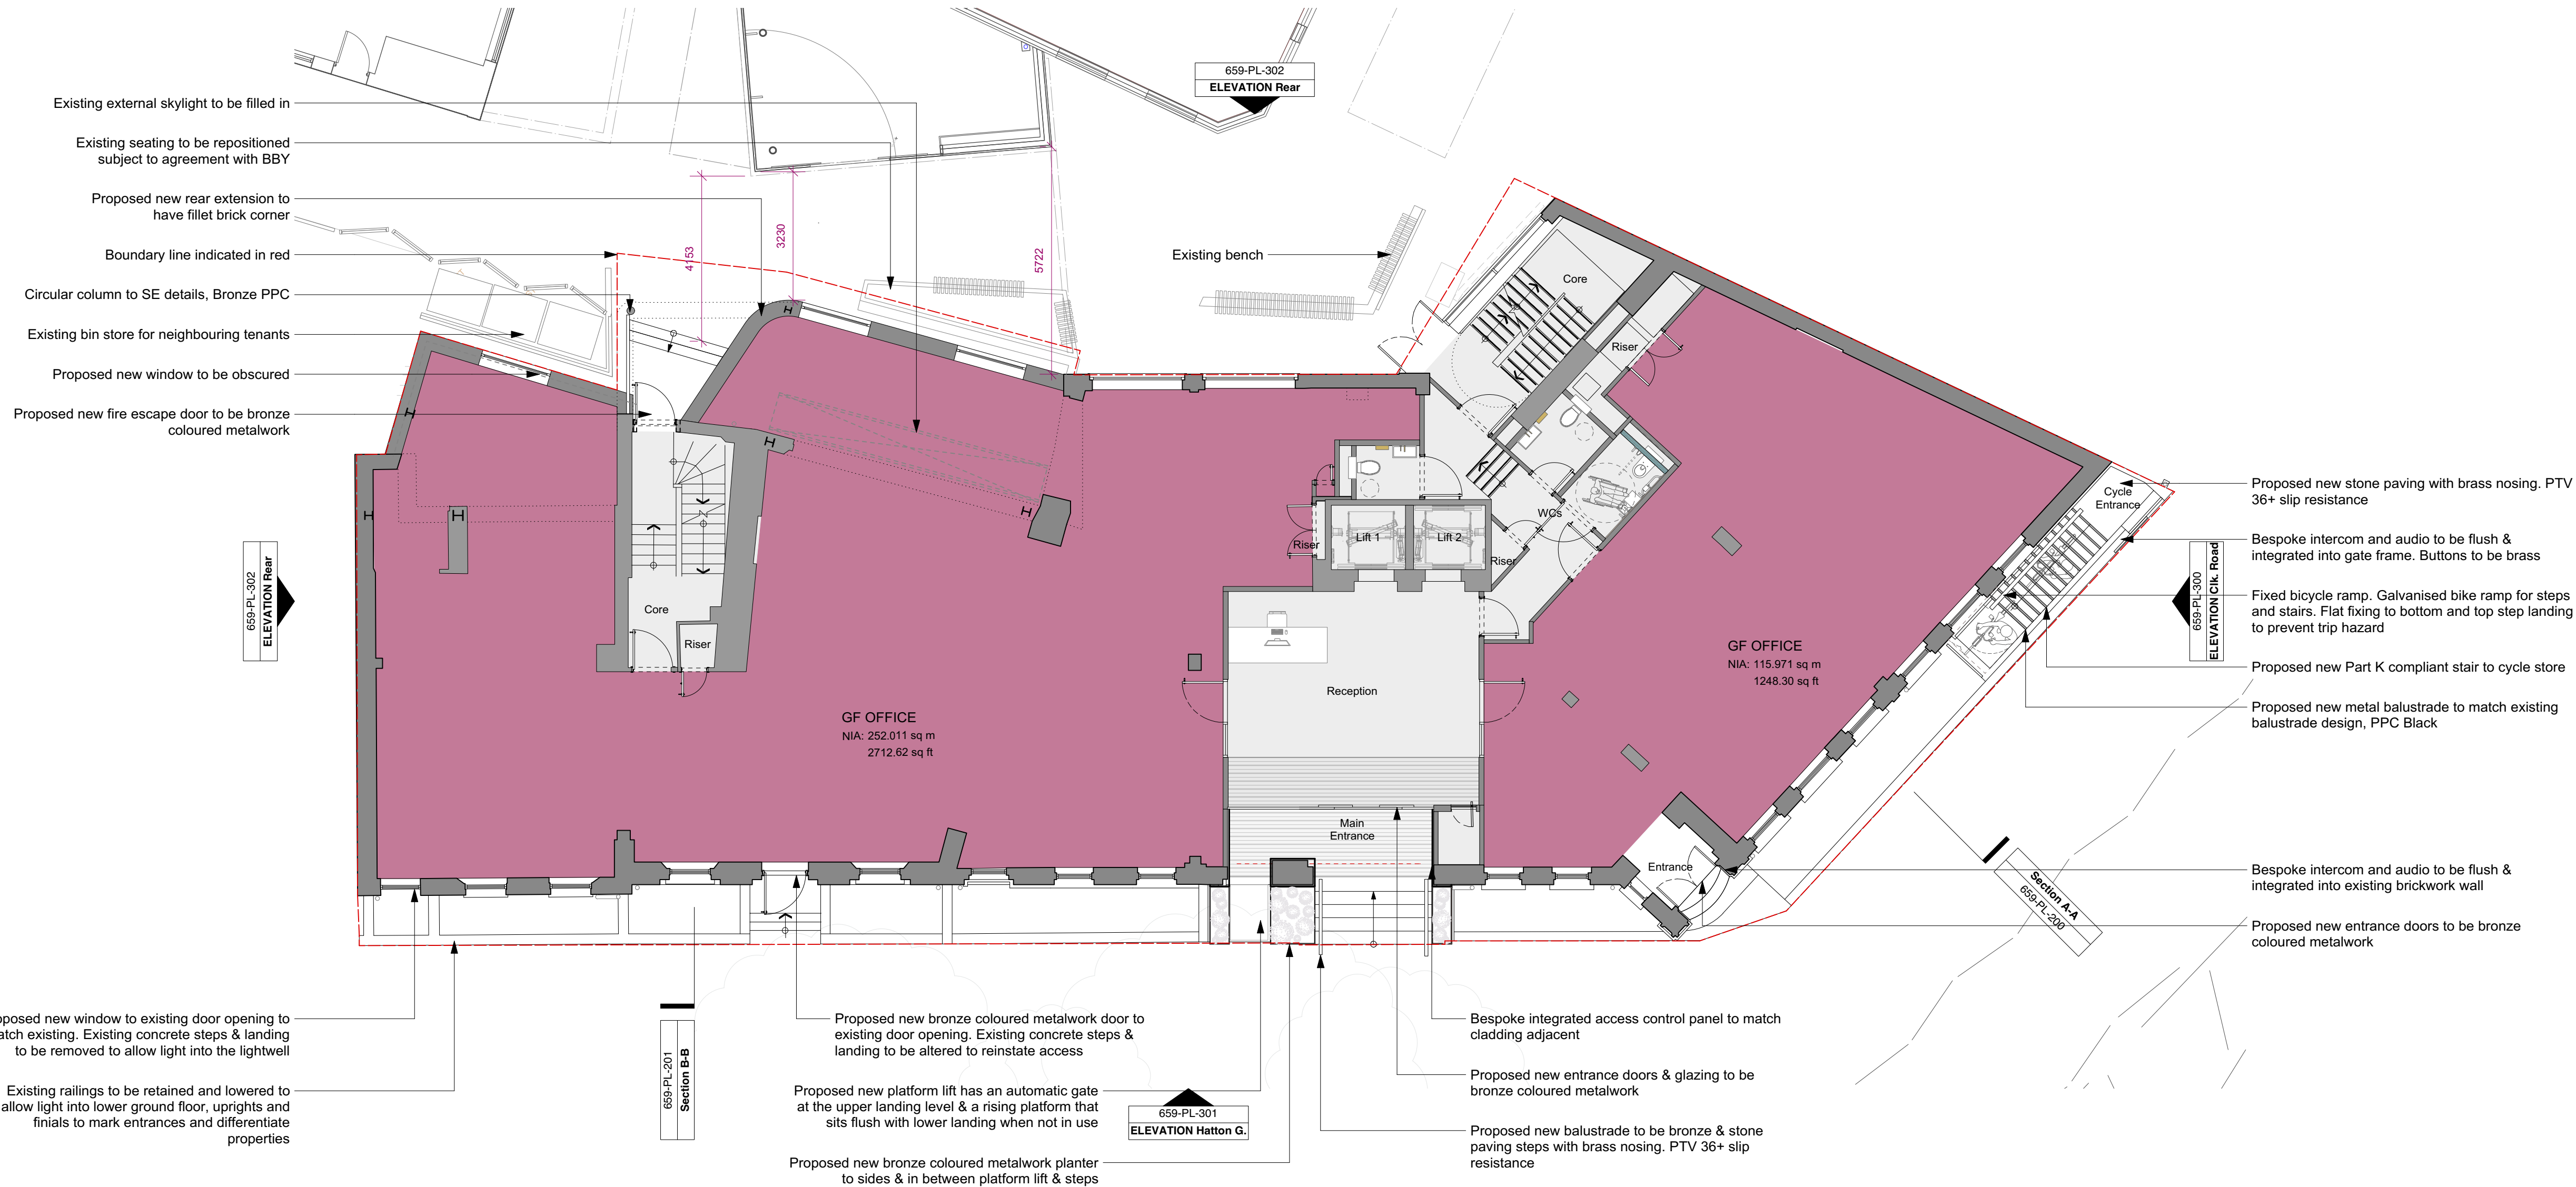 659-PL-302
ELEVATION Rear
Existing external skylight to be filled in
Existing seating to be repositioned
subject to agreement with BBY
Proposed new rear extension to
have fillet brick corner
Boundary line indicated in red
Circular column to SE details, Bronze PPC
Existing bin store for neighbouring tenants
Proposed new window to be obscured
Proposed new fire escape door to be bronze
coloured metalwork
4153
3230
5722
Existing bench
Core
Riser
Cycle
Entrance
WCs
Riser
Lift 1
Lift 2
Riser
659-PL-302
ELEVATION Rear
Core
Riser
Reception
GF OFFICE
NIA: 252.011 sq m
2712.62 sq ft
GF OFFICE
NIA: 115.971 sq m
1248.30 sq ft
Main
Entrance
Entrance
Proposed new stone paving with brass nosing. PTV
36+ slip resistance
Bespoke intercom and audio to be flush &
integrated into gate frame. Buttons to be brass
659-PL-300
ELEVATION Clk. Road
Fixed bicycle ramp. Galvanised bike ramp for steps
and stairs. Flat fixing to bottom and top step landing
to prevent trip hazard
Proposed new Part K compliant stair to cycle store
Proposed new metal balustrade to match existing
balustrade design, PPC Black
Section A-A
659-PL-200
Bespoke intercom and audio to be flush &
integrated into existing brickwork wall
Proposed new entrance doors to be bronze
coloured metalwork
new window to existing door opening to
existing. Existing concrete steps & landing
to be removed to allow light into the lightwell
Existing railings to be retained and lowered to
allow light into lower ground floor, uprights and
finials to mark entrances and differentiate
properties
659-PL-201
Section B-B
Proposed new bronze coloured metalwork door to
existing door opening. Existing concrete steps &
landing to be altered to reinstate access
Proposed new platform lift has an automatic gate
at the upper landing level & a rising platform that
sits flush with lower landing when not in use
659-PL-301
ELEVATION Hatton G.
Proposed new bronze coloured metalwork planter
to sides & in between platform lift & steps
Bespoke integrated access control panel to match
cladding adjacent
Proposed new entrance doors & glazing to be
bronze coloured metalwork
Proposed new balustrade to be bronze & stone
paving steps with brass nosing. PTV 36+ slip
resistance